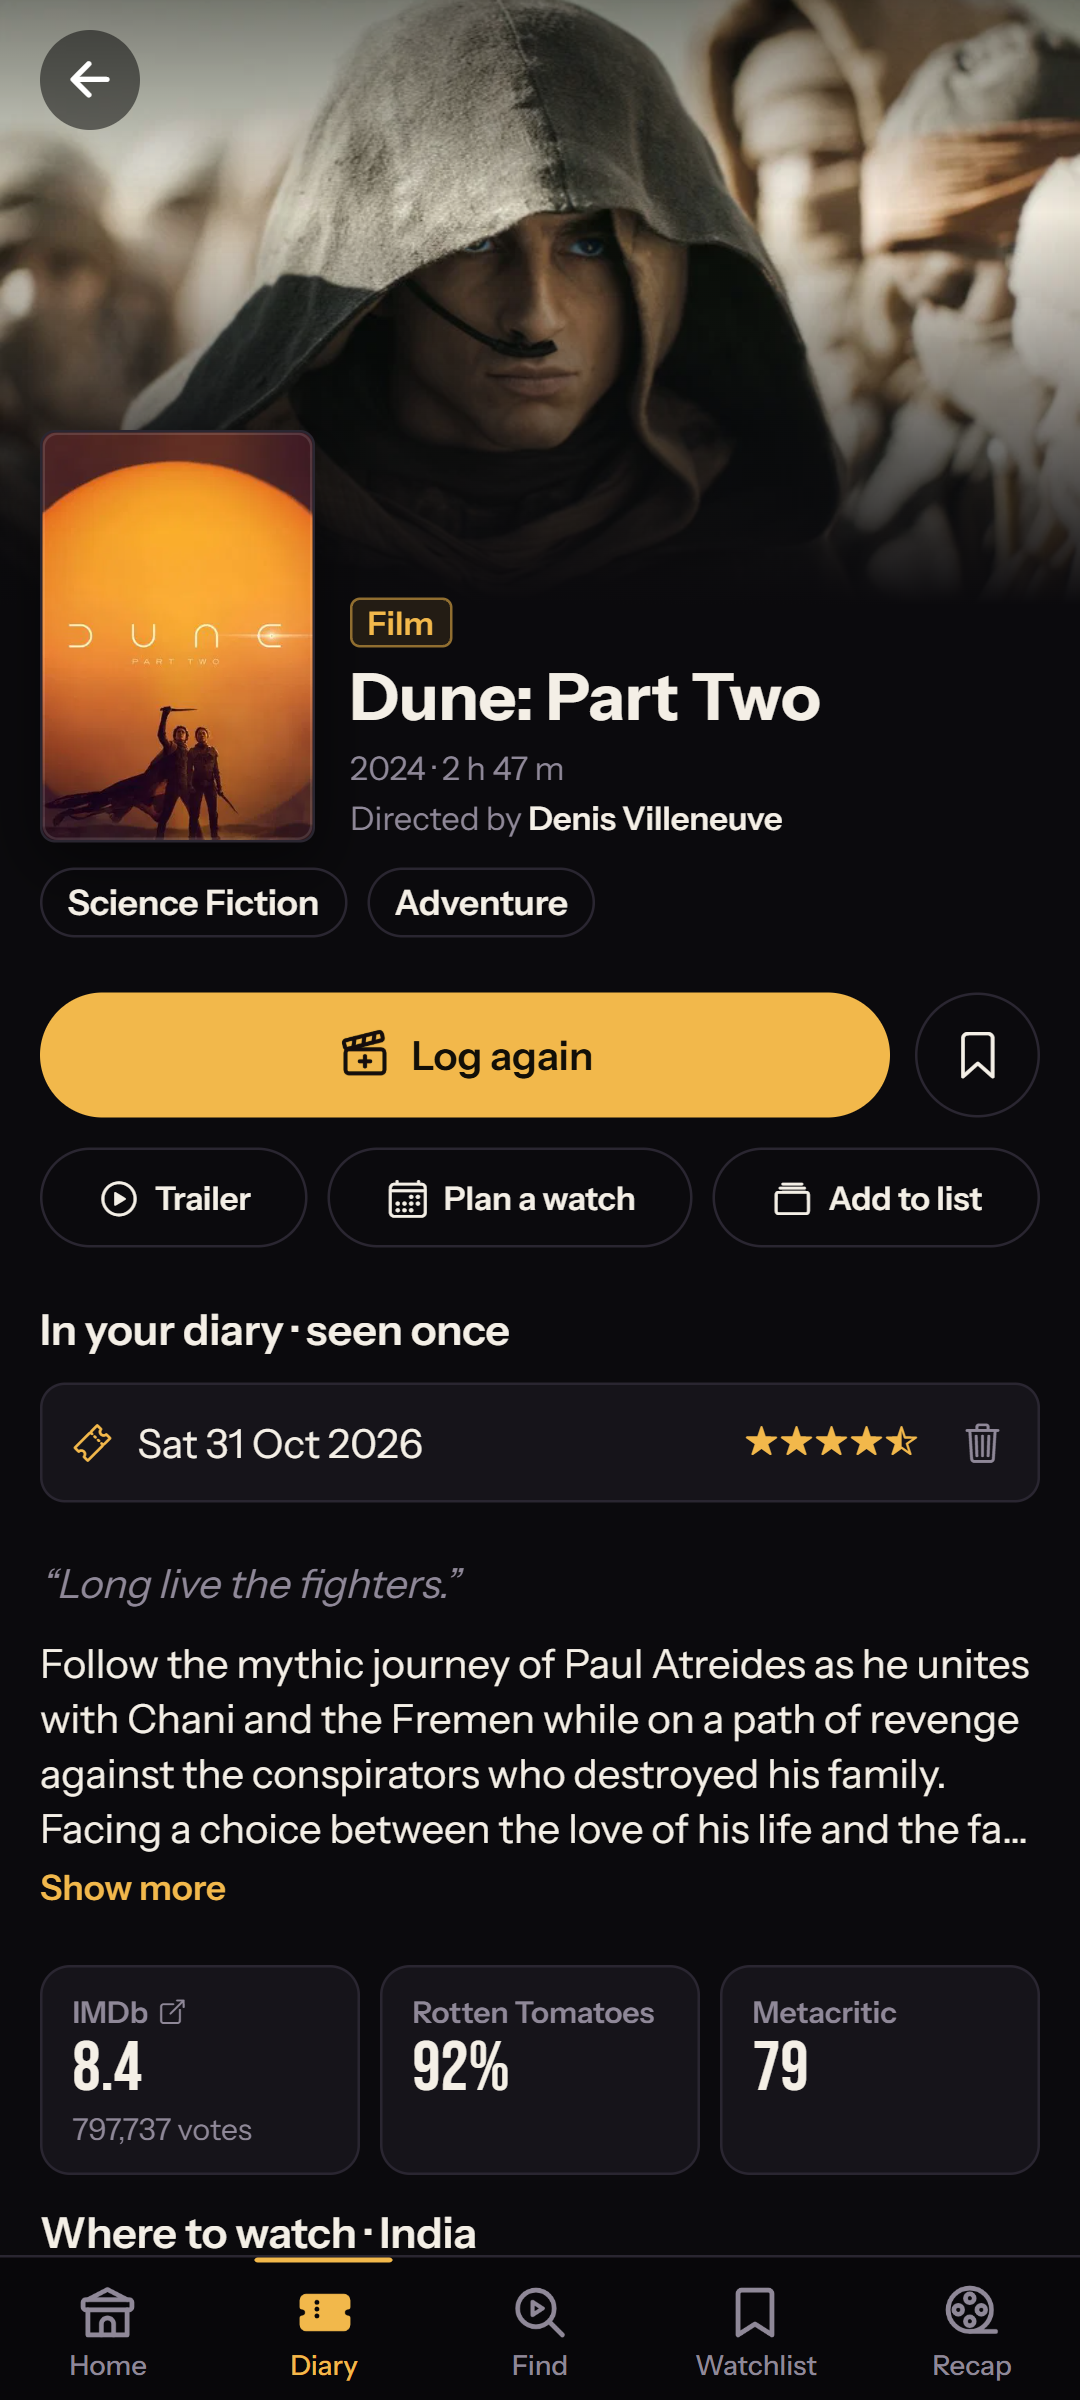 DUNE
PART TWO
Film
Dune: Part Two
2024 · 2 h 47 m
Directed by Denis Villeneuve
Science Fiction
Adventure
Log again
Trailer
Plan a watch
Add to list
In your diary · seen once
Sat 31 Oct 2026
“Long live the fighters.”
Follow the mythic journey of Paul Atreides as he unites
with Chani and the Fremen while on a path of revenge
against the conspirators who destroyed his family.
Facing a choice between the love of his life and the fa...
Show more
IMDb
8.4
797,737 votes
Rotten Tomatoes
92%
Metacritic
79
Where to watch · India
Home
Diary
Find
Watchlist
Recap